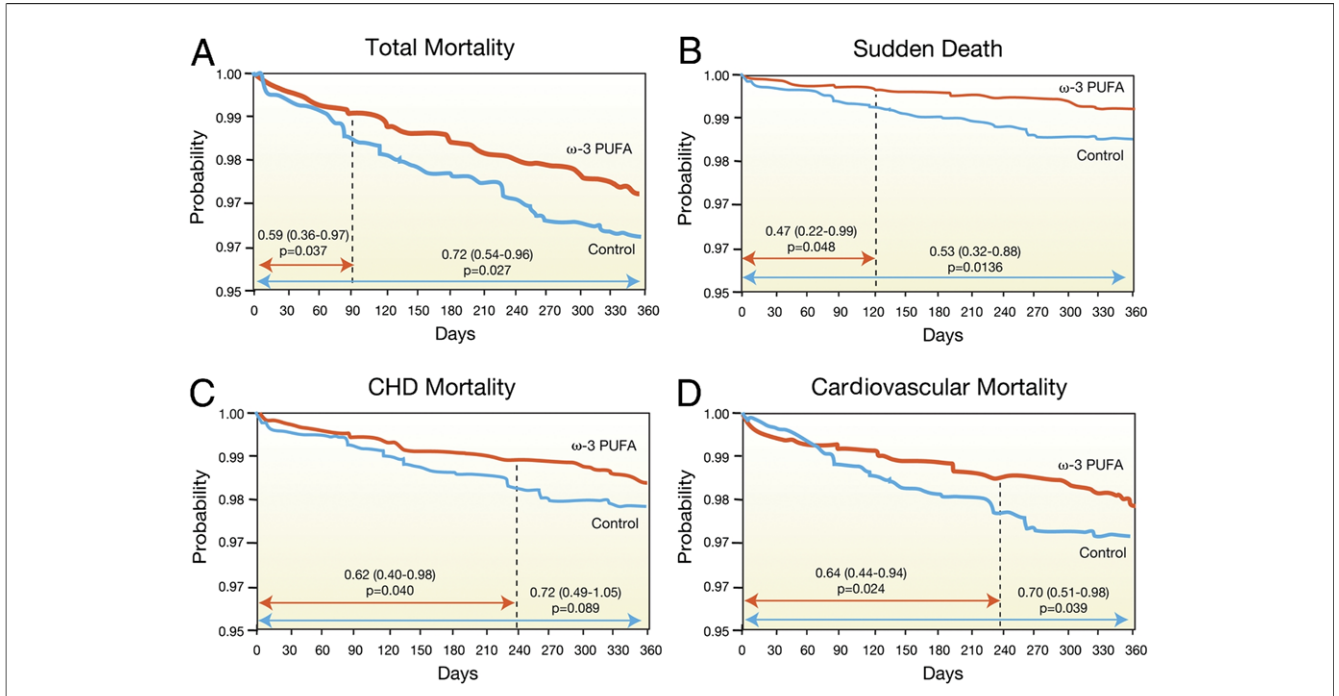 A
Total Mortality
1.00
0.99
0.98
0.97
0.97
0.95
Probability
ω-3 PUFA
Control
0.59 (0.36-0.97)
p=0.037
0.72 (0.54-0.96)
p=0.027
0 30 60 90 120 150 180 210 240 270 300 330 360
Days
B
Sudden Death
1.00
0.99
0.98
0.97
0.97
0.95
Probability
ω-3 PUFA
Control
0.47 (0.22-0.99)
p=0.048
0.53 (0.32-0.88)
p=0.0136
0 30 60 90 120 150 180 210 240 270 300 330 360
Days
C
CHD Mortality
1.00
0.99
0.98
0.97
0.97
0.95
Probability
ω-3 PUFA
Control
0.62 (0.40-0.98)
p=0.040
0.72 (0.49-1.05)
p=0.089
0 30 60 90 120 150 180 210 240 270 300 330 360
Days
D
Cardiovascular Mortality
1.00
0.99
0.98
0.97
0.97
0.95
Probability
ω-3 PUFA
Control
0.64 (0.44-0.94)
p=0.024
0.70 (0.51-0.98)
p=0.039
0 30 60 90 120 150 180 210 240 270 300 330 360
Days